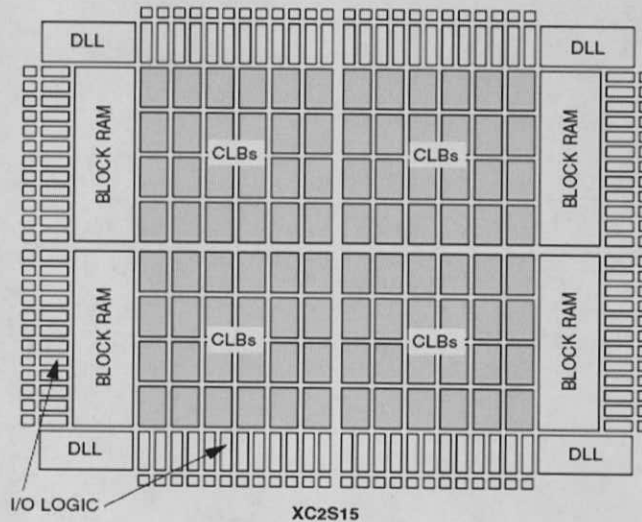 DLL
DLL
BLOCK RAM
CLBs
CLBs
BLOCK RAM
BLOCK RAM
CLBs
CLBs
BLOCK RAM
DLL
DLL
I/O LOGIC
XC2S15